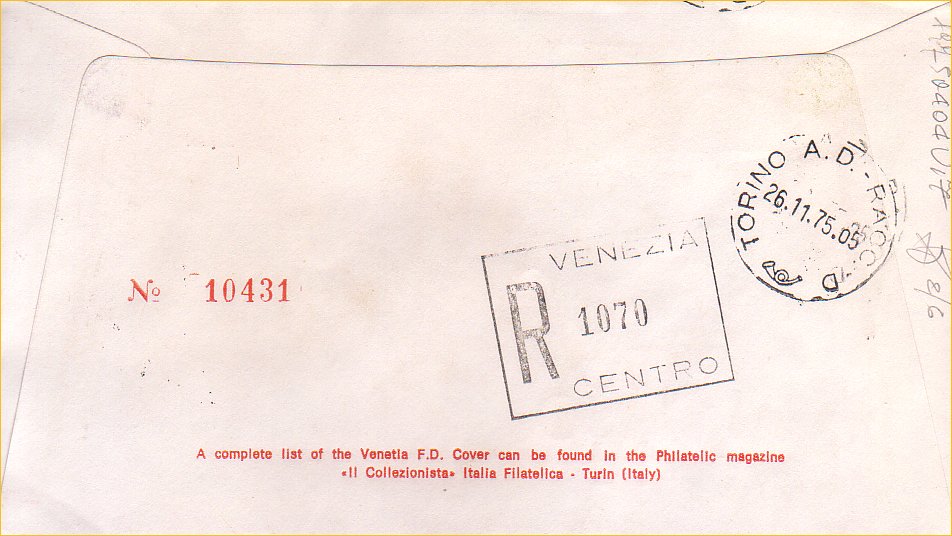 TORINO A.D. - RACC D
26.11.75.05
VENEZIA
R 1070
CENTRO
№ 10431
A complete list of the Venetia F.D. Cover can be found in the Philatelic magazine
«Il Collezionista» Italia Filatelica - Turin (Italy)